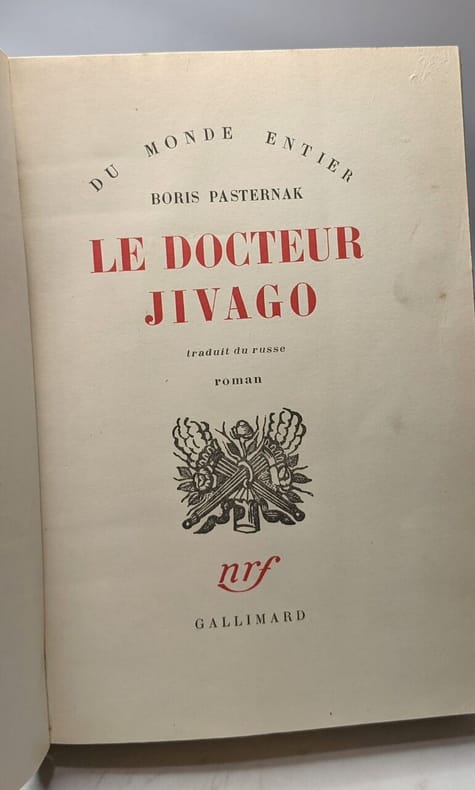 DU MONDE ENTIER
BORIS PASTERNAK
LE DOCTEUR
JIVAGO
traduit du russe
roman
nrf
GALLIMARD